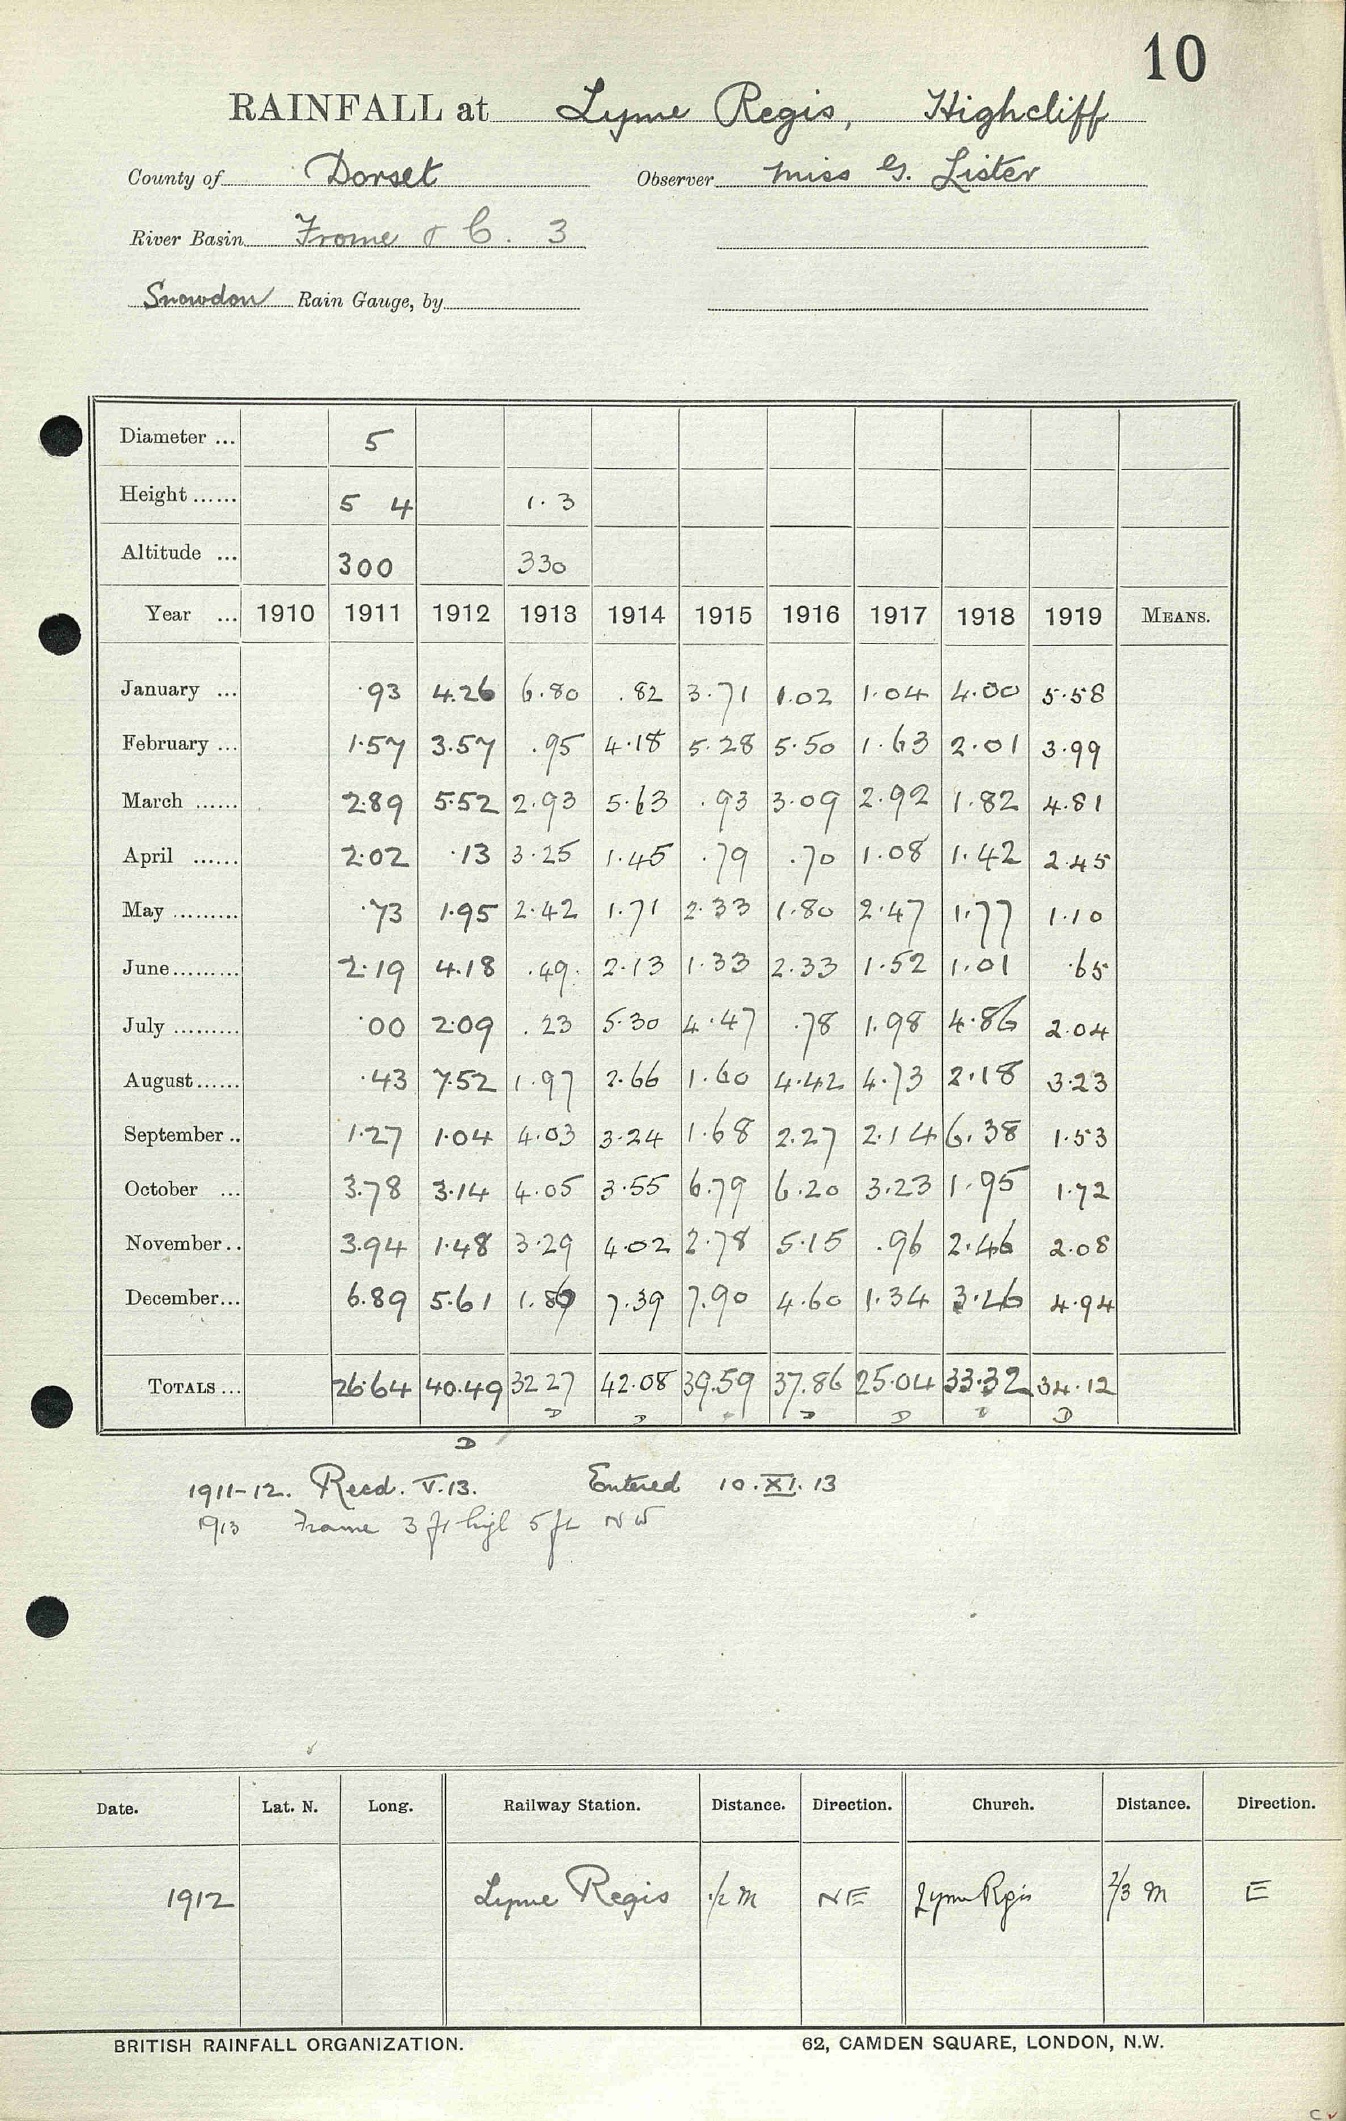 10
RAINFALL at Lyme Regis, Highcliff
County of Dorset Observer Miss G. Lister
River Basin Frome & C. 3
Snowdon Rain Gauge, by
Diameter ... 5
Height ...... 5 4 1.3
Altitude ... 300 330
Year ... 1910 1911 1912 1913 1914 1915 1916 1917 1918 1919 MEANS.
January ... .93 4.26 6.80 .82 3.71 1.02 1.04 4.00 5.58
February ... 1.57 3.57 .95 4.18 5.28 5.50 1.63 2.01 3.99
March ...... 2.89 5.52 2.93 5.63 .93 3.09 2.92 1.82 4.81
April ...... 2.02 .13 3.25 1.45 .79 .70 1.08 1.42 2.45
May ......... .73 1.95 2.42 1.71 2.33 1.80 2.47 1.77 1.10
June......... 2.19 4.18 .49 2.13 1.33 2.33 1.52 1.01 .65
July ......... .00 2.09 .23 5.30 4.47 .78 1.98 4.86 2.04
August...... .43 7.52 1.97 2.66 1.60 4.42 4.73 2.18 3.23
September .. 1.27 1.04 4.03 3.24 1.68 2.27 2.14 6.38 1.53
October ... 3.78 3.14 4.05 3.55 6.79 6.20 3.23 1.95 1.72
November.. 3.94 1.48 3.29 4.02 2.78 5.15 .96 2.46 2.08
December... 6.89 5.61 1.86 7.39 7.90 4.60 1.34 3.46 4.94
TOTALS ... 26.64 40.49 32 27 42.08 39.59 37.86 25.04 33.32 34.12
D D D D D D
D
1911-12. Recd. V.13. Entered 10.XI.13
1913 Frame 3 ft high 5 ft NW
Date. Lat. N. Long. Railway Station. Distance. Direction. Church. Distance. Direction.
1912 Lyme Regis 1/2 M NE Lyme Regis 2/3 M E
BRITISH RAINFALL ORGANIZATION. 62, CAMDEN SQUARE, LONDON, N.W.